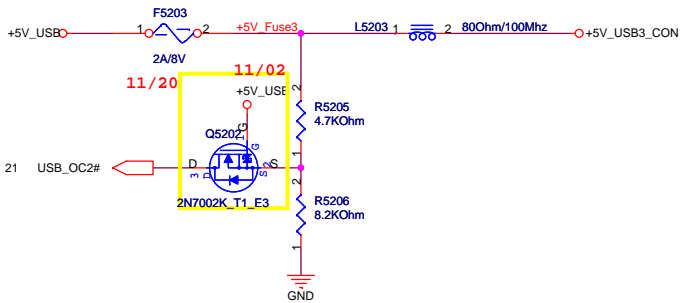 F5203
+5V_USB
1
2
+5V_Fuse3
L5203
1
2
80Ohm/100Mhz
+5V_USB3_CON
2A/8V
11/02
11/20
+5V_USB
2
R5205
4.7KOhm
1
Q5202
1
G
G
21
USB_OC2#
D
S
3
D
S
2
2
R5206
8.2KOhm
2N7002K_T1_E3
1
GND